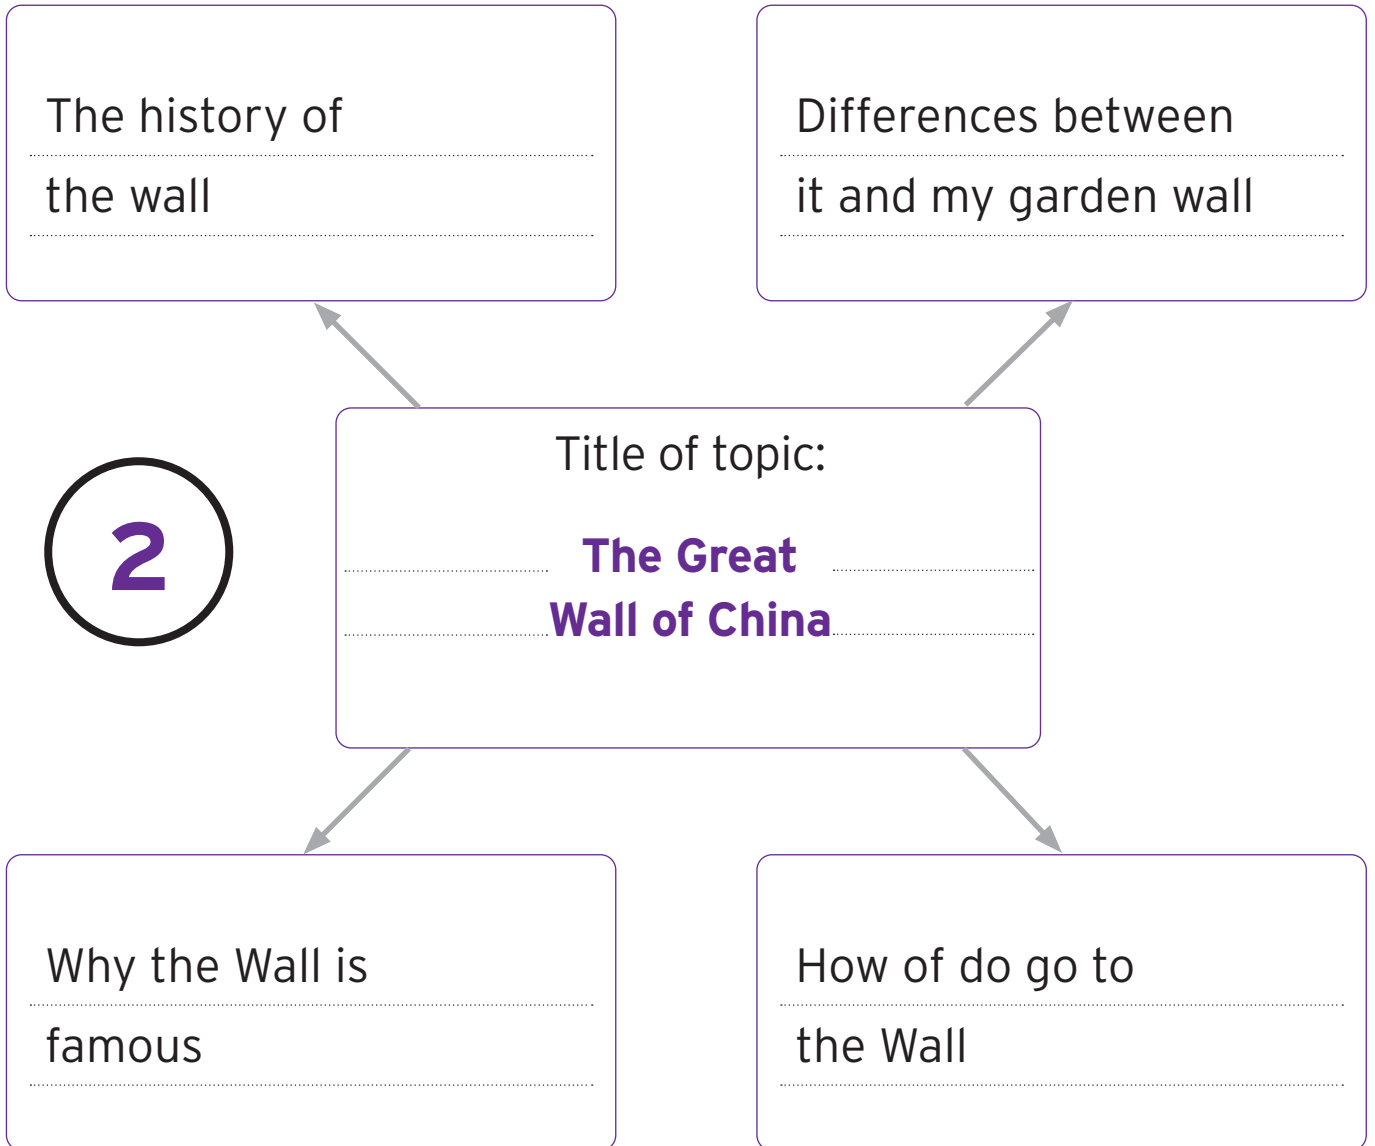 The history of
the wall
Differences between
it and my garden wall
Title of topic:
2
The Great
Wall of China
Why the Wall is
famous
How of do go to
the Wall